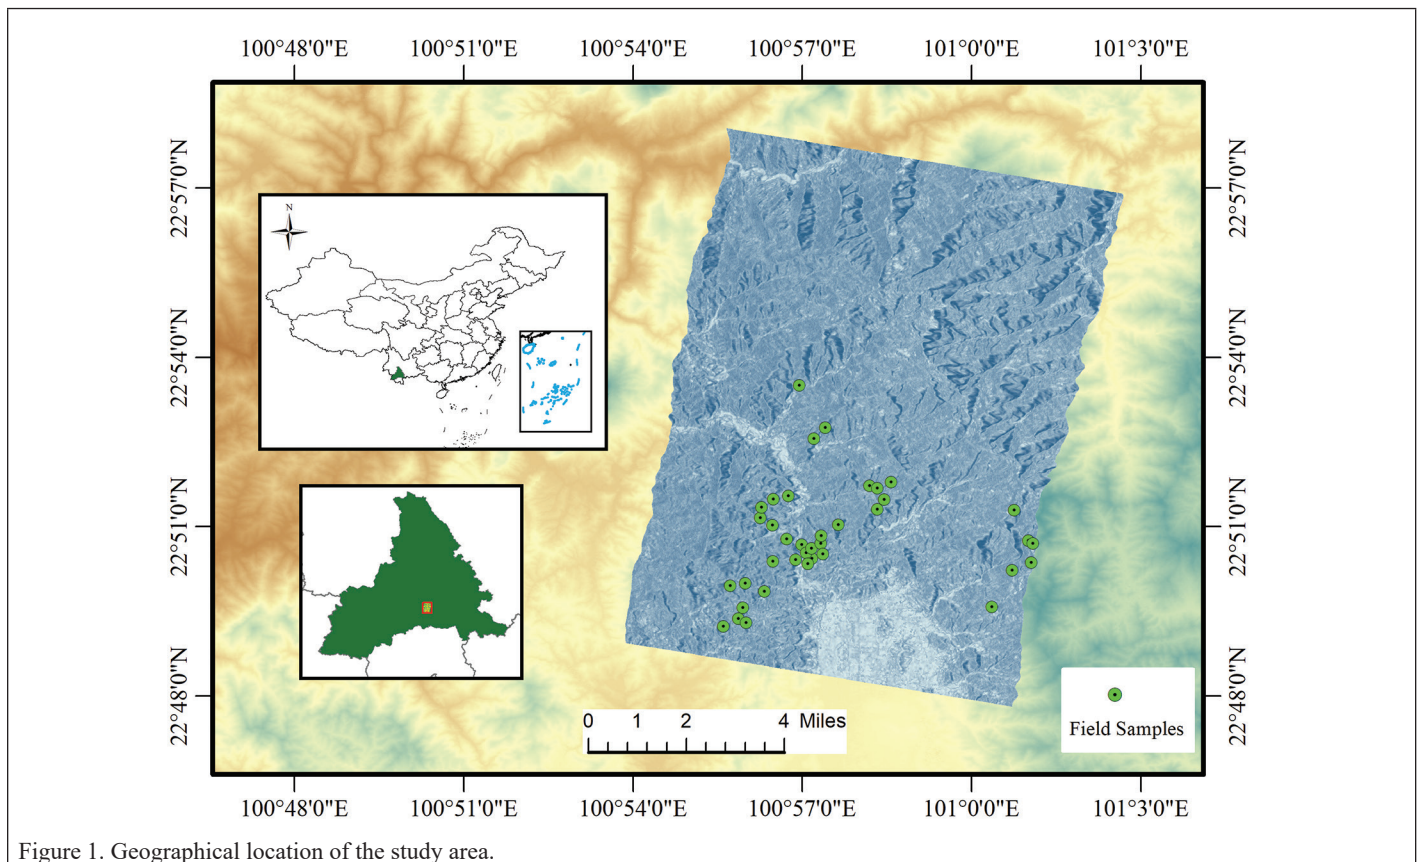 100°48'0"E 100°51'0"E 100°54'0"E 100°57'0"E 101°0'0"E 101°3'0"E
22°57'0"N 22°57'0"N
N
22°54'0"N 22°54'0"N
22°51'0"N 22°51'0"N
22°48'0"N 22°48'0"N
0 1 2 4 Miles
Field Samples
100°48'0"E 100°51'0"E 100°54'0"E 100°57'0"E 101°0'0"E 101°3'0"E
Figure 1. Geographical location of the study area.